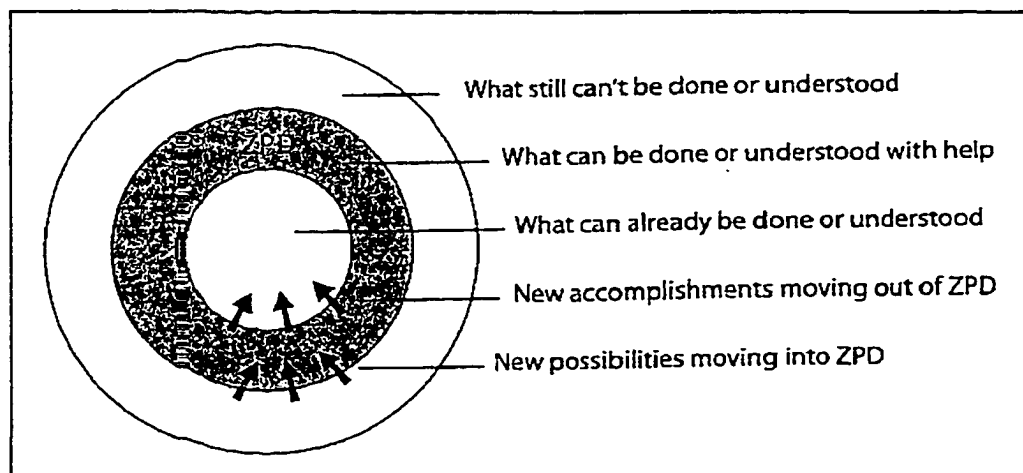 What still can't be done or understood
ZPD
What can be done or understood with help
What can already be done or understood
New accomplishments moving out of ZPD
New possibilities moving into ZPD